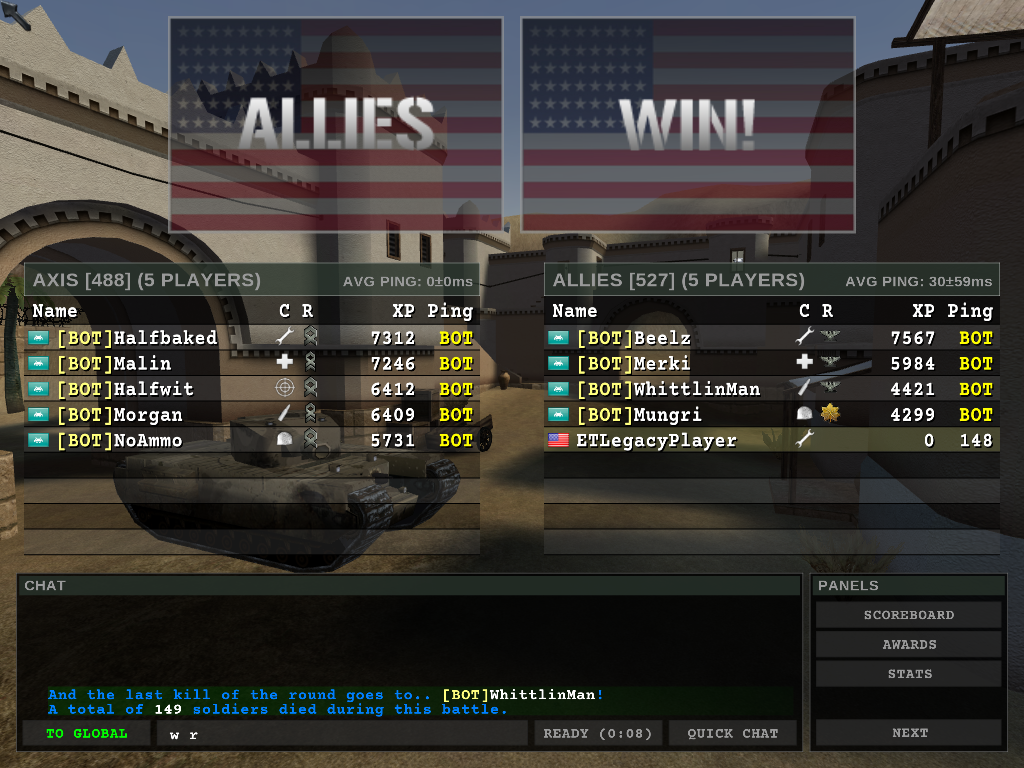 ALLIES WIN!
AXIS [488] (5 PLAYERS) AVG PING: 0±0ms
Name C R XP Ping
[BOT]Halfbaked 7312 BOT
[BOT]Malin 7246 BOT
[BOT]Halfwit 6412 BOT
[BOT]Morgan 6409 BOT
[BOT]NoAmmo 5731 BOT
ALLIES [527] (5 PLAYERS) AVG PING: 30±59ms
Name C R XP Ping
[BOT]Beelz 7567 BOT
[BOT]Merki 5984 BOT
[BOT]WhittlinMan 4421 BOT
[BOT]Mungri 4299 BOT
ETLegacyPlayer 0 148
CHAT
And the last kill of the round goes to.. [BOT]WhittlinMan!
A total of 149 soldiers died during this battle.
TO GLOBAL w r READY (0:08) QUICK CHAT
PANELS
SCOREBOARD
AWARDS
STATS
NEXT